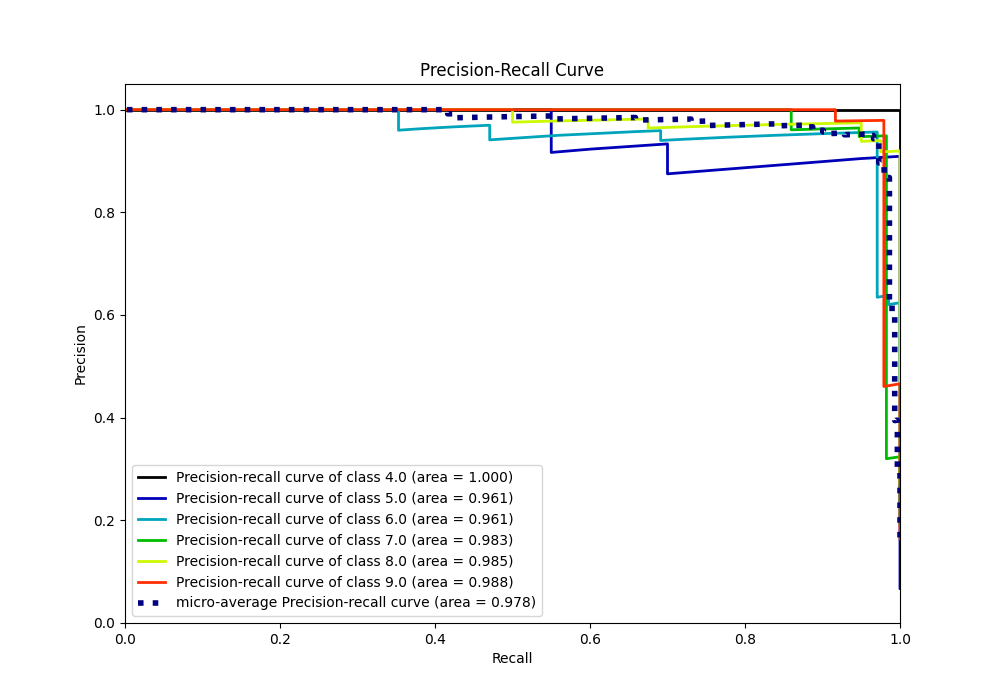 Precision-Recall Curve
1.0
0.8
0.6
0.4
0.2
0.0
Precision
Precision-recall curve of class 4.0 (area = 1.000)
Precision-recall curve of class 5.0 (area = 0.961)
Precision-recall curve of class 6.0 (area = 0.961)
Precision-recall curve of class 7.0 (area = 0.983)
Precision-recall curve of class 8.0 (area = 0.985)
Precision-recall curve of class 9.0 (area = 0.988)
micro-average Precision-recall curve (area = 0.978)
0.0 0.2 0.4 0.6 0.8 1.0
Recall